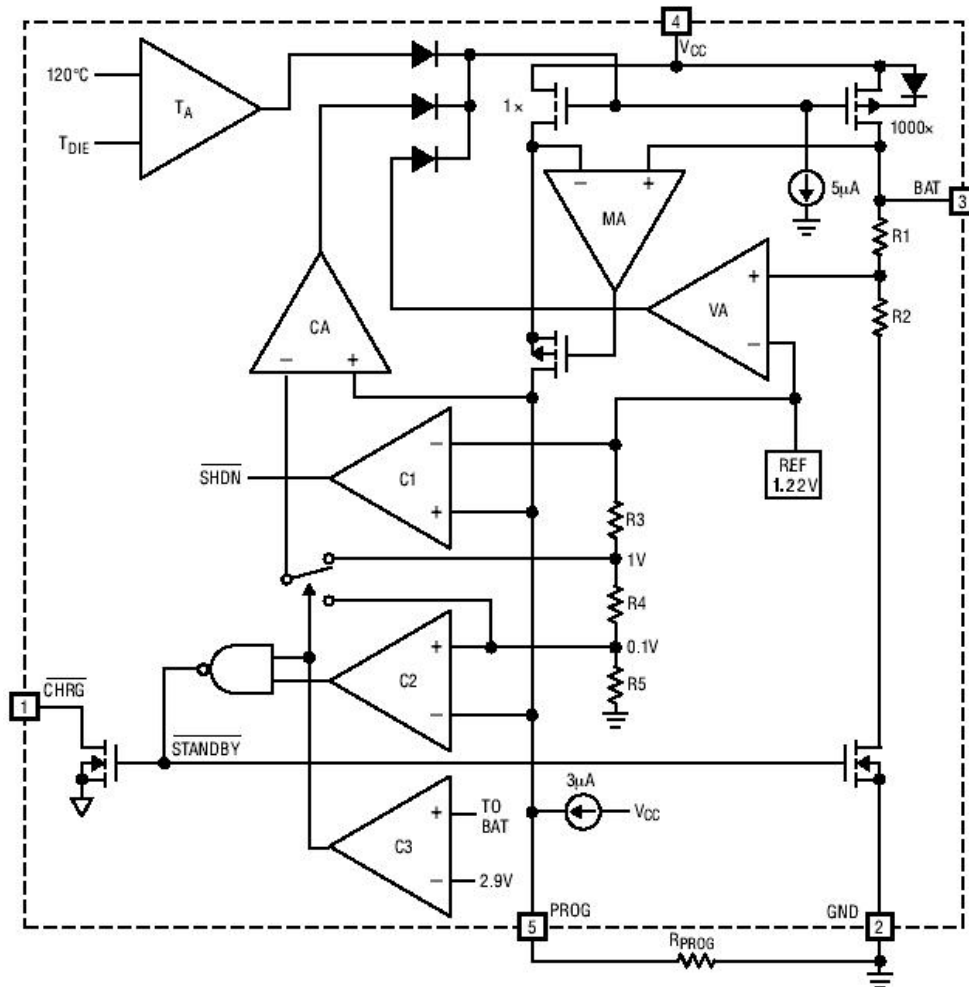 4
VCC
120°C
TA
TDIE
1×
1000×
– +
MA
5µA
BAT
3
R1
+
VA
–
R2
CA
– +
REF
1.22V
–
SHDN
C1
+
R3
1V
R4
+
0.1V
C2
R5
–
CHRG
1
STANDBY
3µA
VCC
+
TO
BAT
C3
–
2.9V
PROG
5
GND
2
RPROG